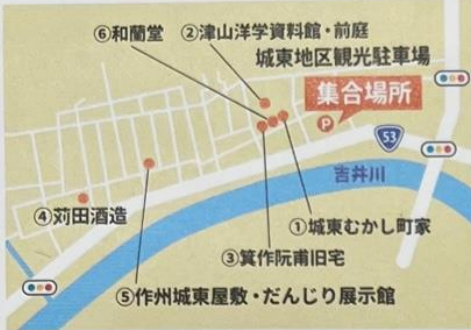 ⑥和蘭堂
②津山洋学資料館・前庭
城東地区観光駐車場
集合場所
P
53
吉井川
④苅田酒造
①城東むかし町家
③箕作阮甫旧宅
⑤作州城東屋敷・だんじり展示館